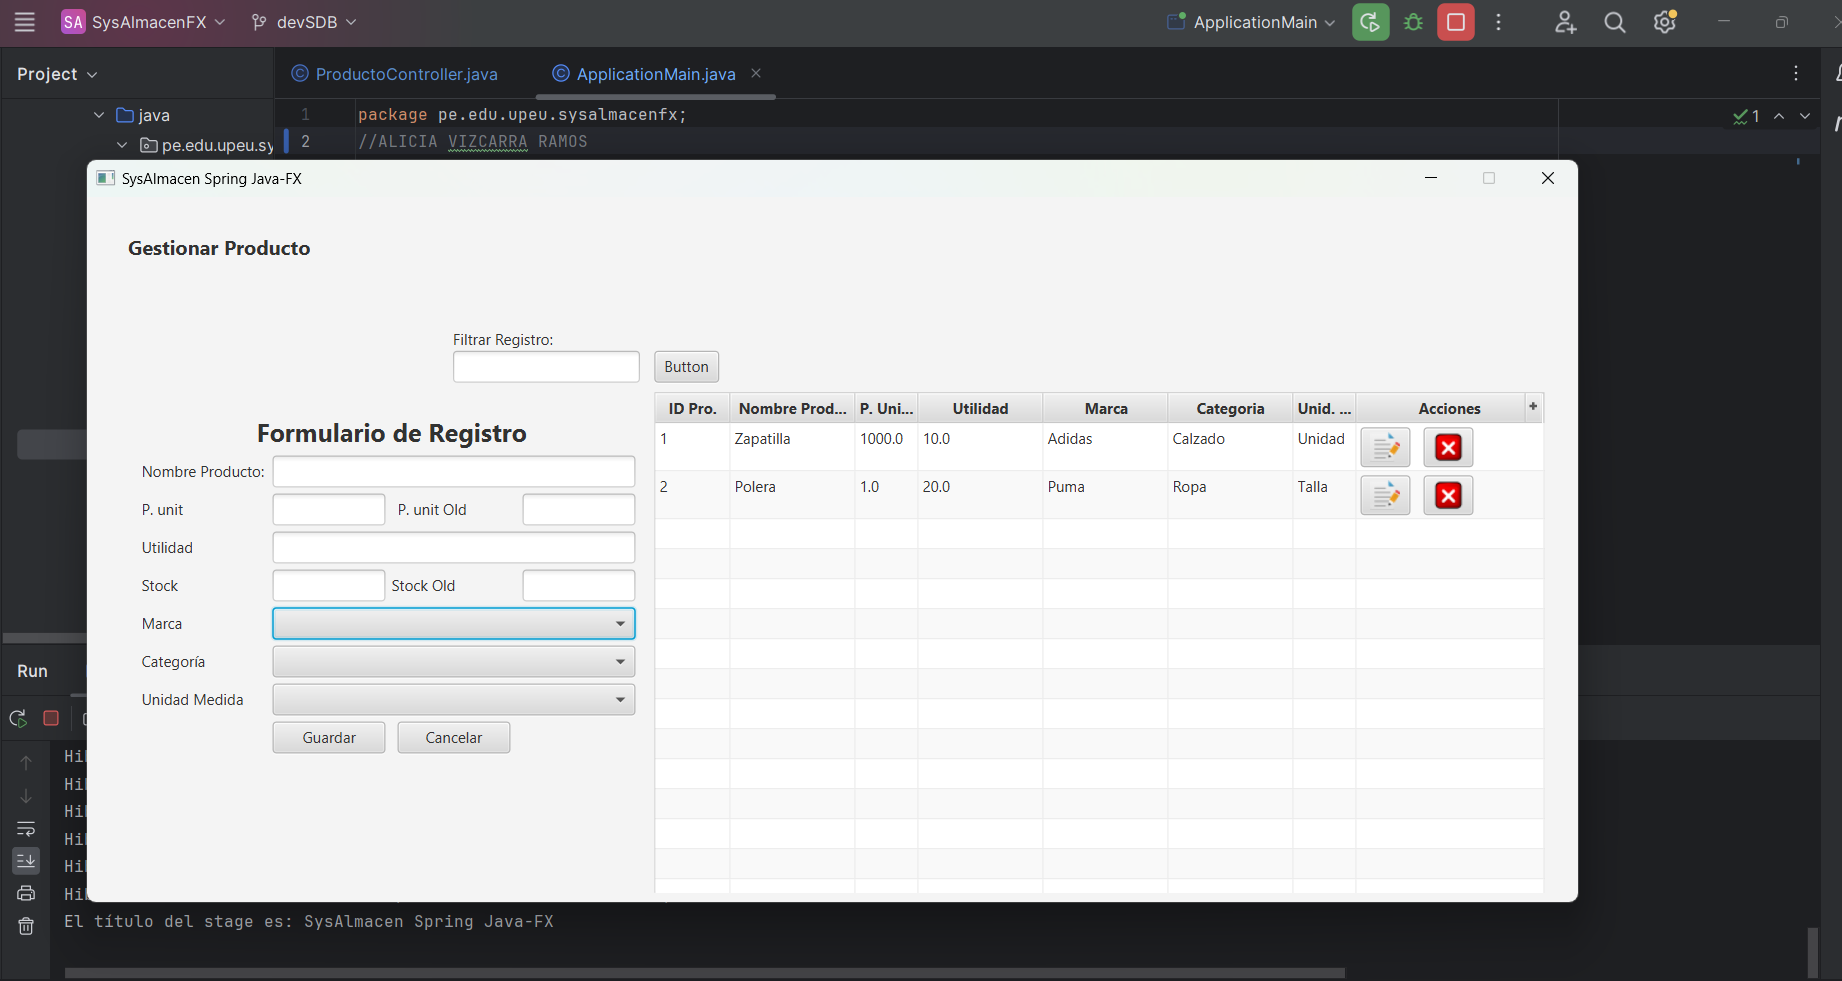 SA SysAlmacenFX devSDB ApplicationMain
Project ProductoController.java ApplicationMain.java
java 1 package pe.edu.upeu.sysalmacenfx; 1
pe.edu.upeu.sy 2 //ALICIA VIZCARRA RAMOS
SysAlmacen Spring Java-FX
Gestionar Producto
Filtrar Registro:
Button
ID Pro. Nombre Prod... P. Uni... Utilidad Marca Categoria Unid. ... Acciones +
1 Zapatilla 1000.0 10.0 Adidas Calzado Unidad
2 Polera 1.0 20.0 Puma Ropa Talla
Formulario de Registro
Nombre Producto:
P. unit P. unit Old
Utilidad
Stock Stock Old
Marca
Categoría
Unidad Medida
Guardar Cancelar
Run
Hi
Hi
Hi
Hi
Hi
Hi
El título del stage es: SysAlmacen Spring Java-FX